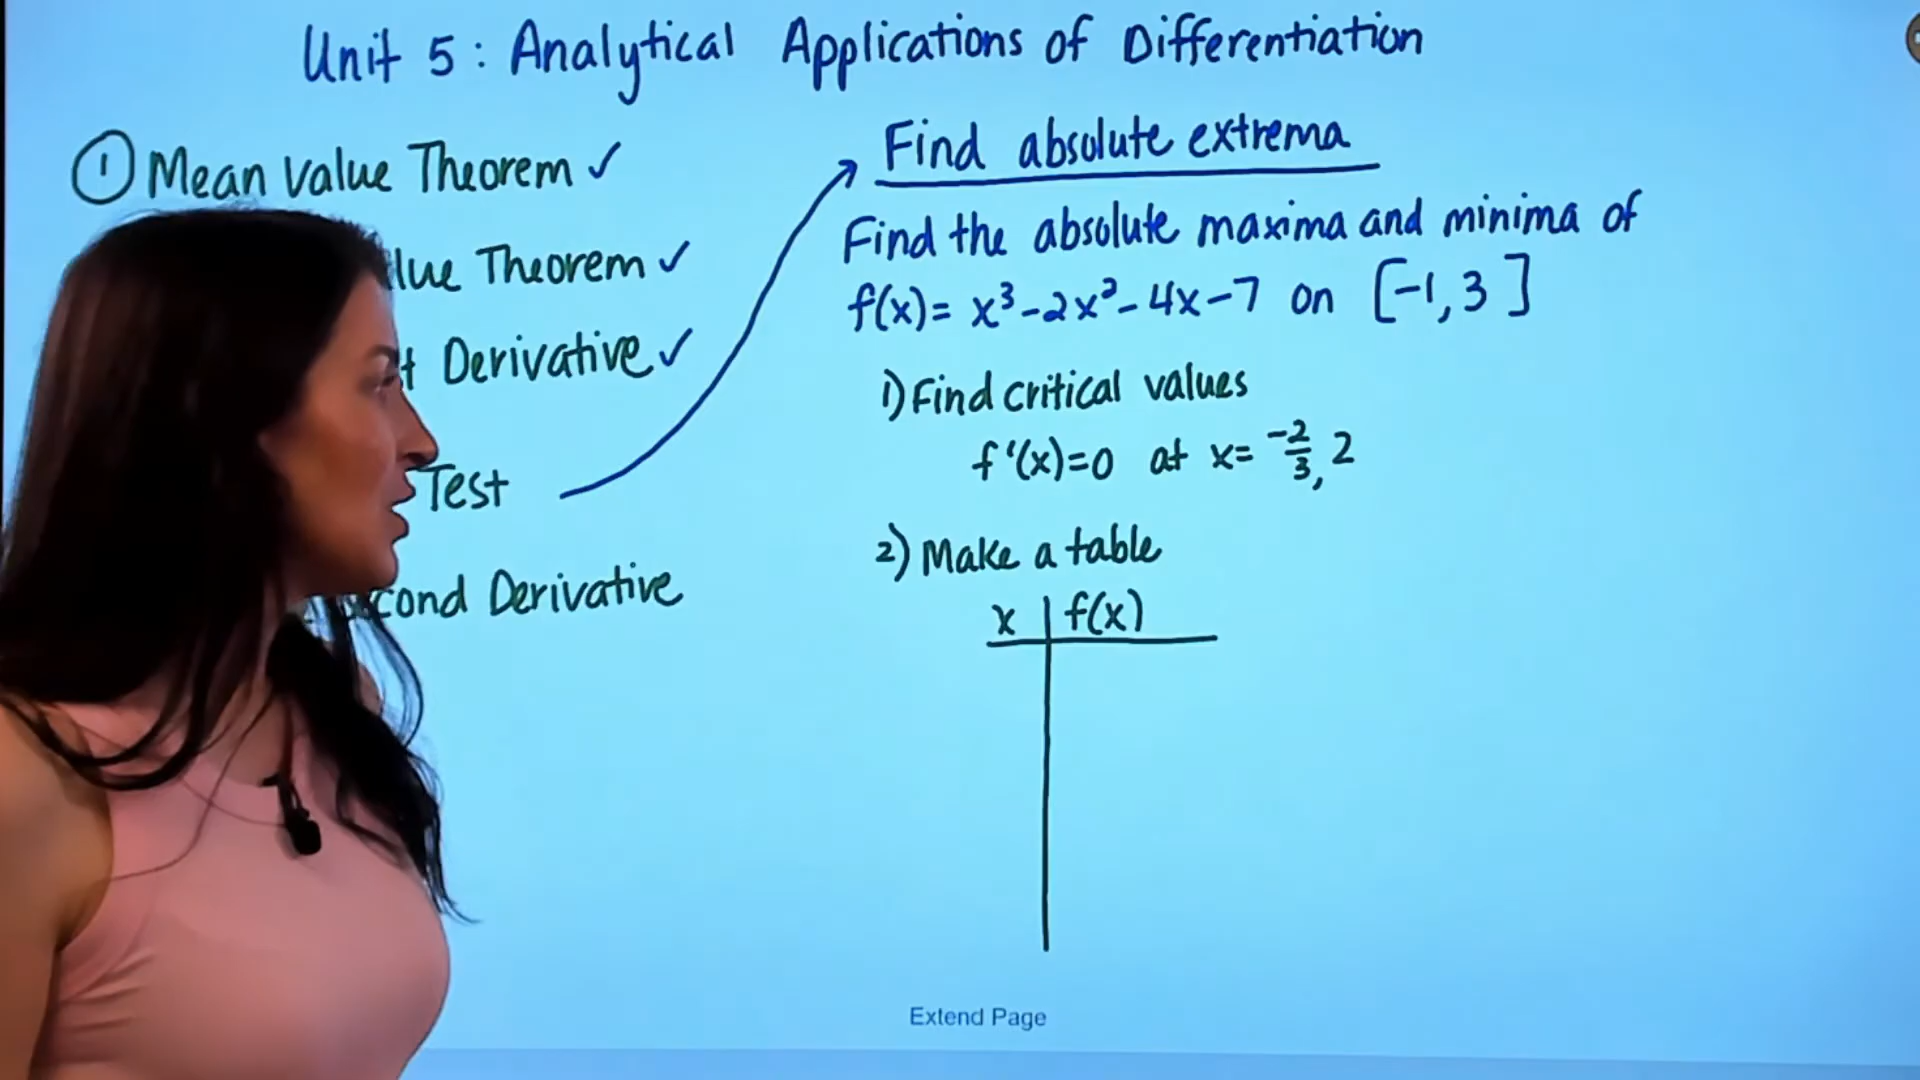 Unit 5: Analytical Applications of Differentiation
① Mean Value Theorem ✓
Theorem ✓
Derivative ✓
Test
Derivative
Find absolute extrema
Find the absolute maxima and minima of
f(x)= x³-2x²-4x-7 on [-1,3]
1) Find critical values
f'(x)=0 at x= -2/3, 2
2) Make a table
x | f(x)
Extend Page